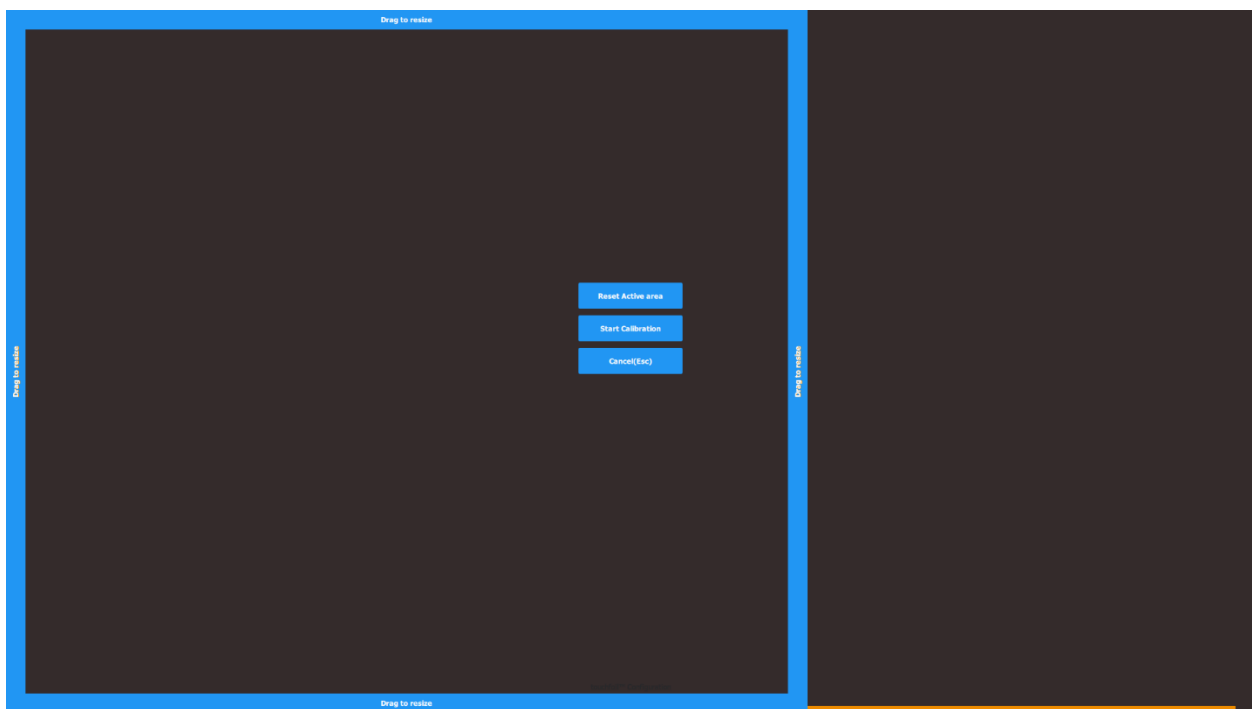 Drag to resize
Reset Active area
Start Calibration
Cancel(Esc)
Drag to resize
Drag to resize
Drag to resize